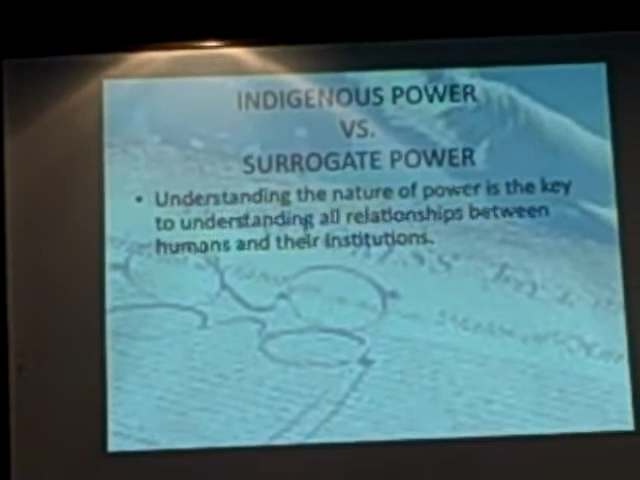 INDIGENOUS POWER
VS.
SURROGATE POWER
• Understanding the nature of power is the key
to understanding all relationships between
humans and their institutions.